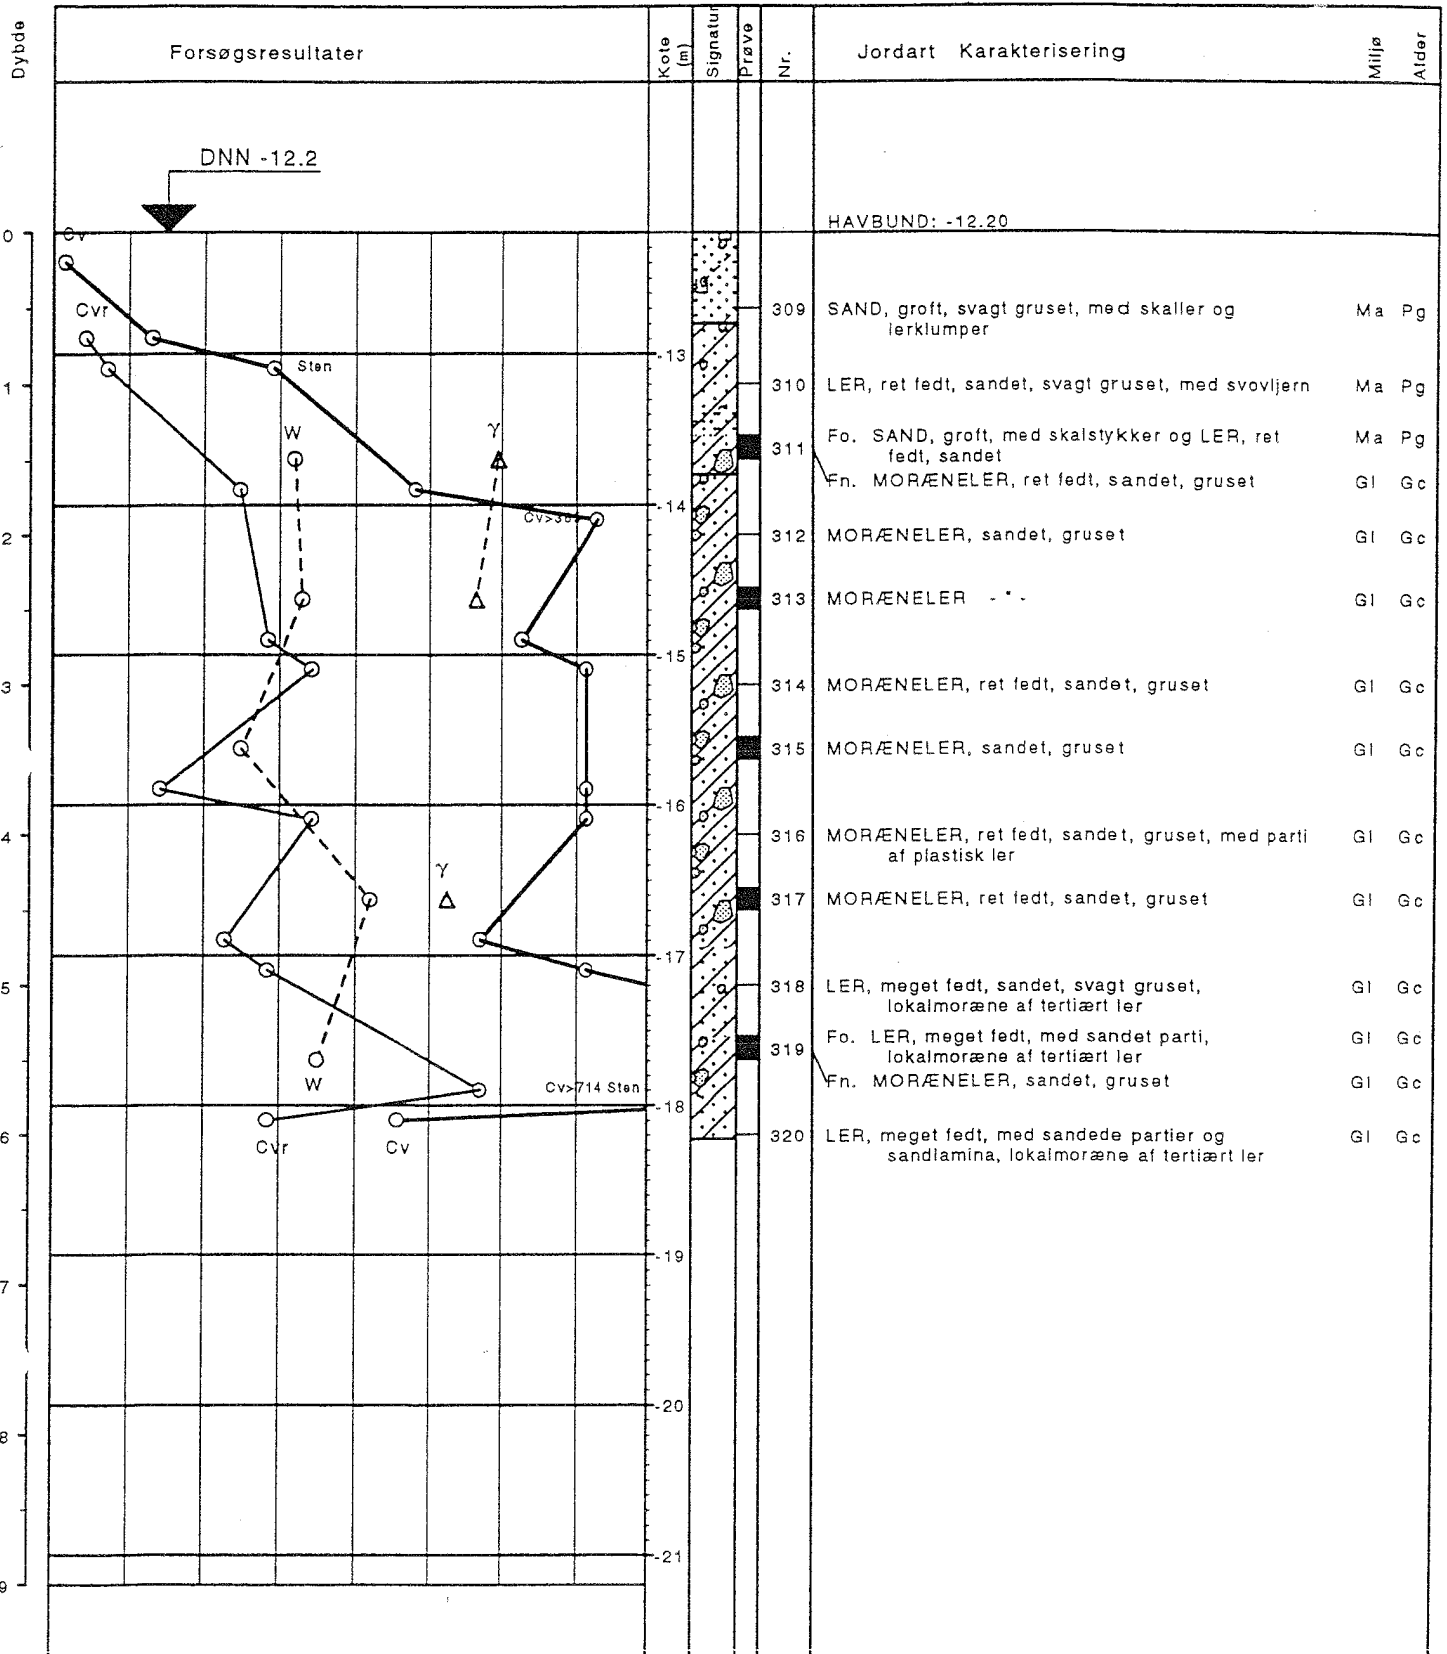 Dybde
Forsøgsresultater
Kote (m)
Signatur
Prøve
Nr.
Jordart Karakterisering
Miljø
Alder
DNN -12.2
HAVBUND: -12.20
0
Cv
Cvr
309 SAND, groft, svagt gruset, med skaller og Ma Pg
lerklumper
-13
Sten
1
310 LER, ret fedt, sandet, svagt gruset, med svovljern Ma Pg
W
γ
311 Fo. SAND, groft, med skalstykker og LER, ret Ma Pg
fedt, sandet
Fn. MORÆNELER, ret fedt, sandet, gruset Gl Gc
-14
2
312 MORÆNELER, sandet, gruset Gl Gc
313 MORÆNELER - " - Gl Gc
-15
3
314 MORÆNELER, ret fedt, sandet, gruset Gl Gc
315 MORÆNELER, sandet, gruset Gl Gc
-16
4
316 MORÆNELER, ret fedt, sandet, gruset, med parti Gl Gc
af plastisk ler
γ
317 MORÆNELER, ret fedt, sandet, gruset Gl Gc
-17
5
318 LER, meget fedt, sandet, svagt gruset, Gl Gc
lokalmoræne af tertiært ler
319 Fo. LER, meget fedt, med sandet parti, Gl Gc
lokalmoræne af tertiært ler
W
Cv>714 Sten
Fn. MORÆNELER, sandet, gruset Gl Gc
-18
6
Cvr
Cv
320 LER, meget fedt, med sandede partier og Gl Gc
sandlamina, lokalmoræne af tertiært ler
-19
7
-20
8
-21
9